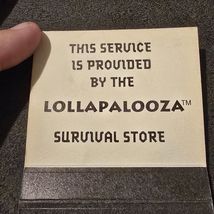 THIS SERVICE
IS PROVIDED
BY THE
LOLLAPALOOZA™
SURVIVAL STORE